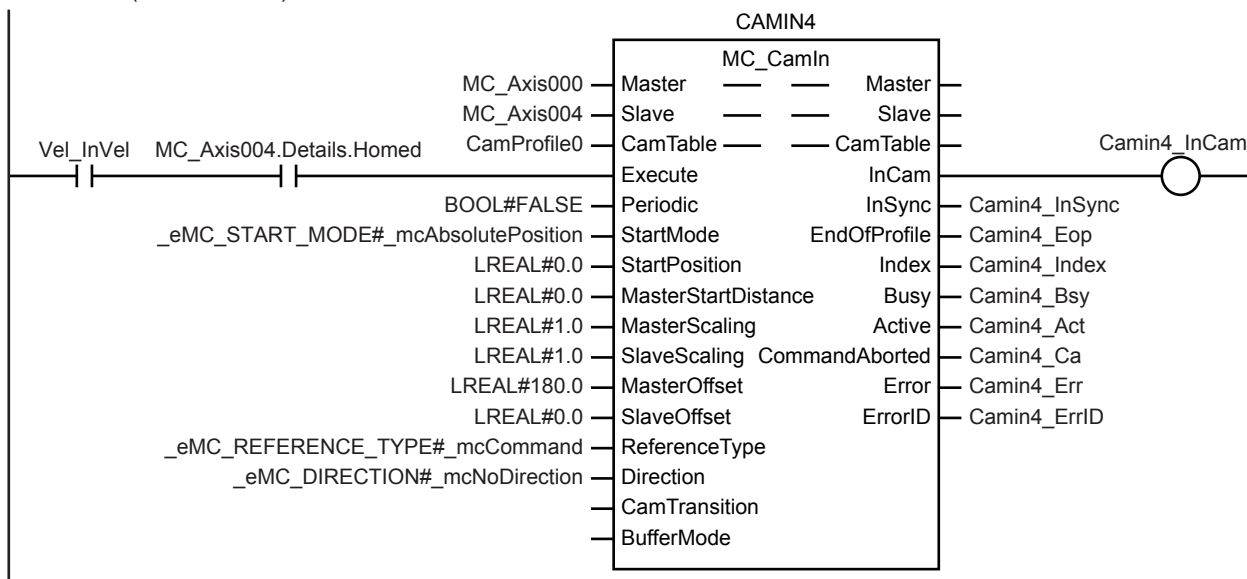 CAMIN4
MC_CamIn
MC_Axis000 Master Master
MC_Axis004 Slave Slave
Vel_InVel MC_Axis004.Details.Homed CamProfile0 CamTable CamTable Camin4_InCam
Execute InCam
BOOL#FALSE Periodic InSync Camin4_InSync
_eMC_START_MODE#_mcAbsolutePosition StartMode EndOfProfile Camin4_Eop
LREAL#0.0 StartPosition Index Camin4_Index
LREAL#0.0 MasterStartDistance Busy Camin4_Bsy
LREAL#1.0 MasterScaling Active Camin4_Act
LREAL#1.0 SlaveScaling CommandAborted Camin4_Ca
LREAL#180.0 MasterOffset Error Camin4_Err
LREAL#0.0 SlaveOffset ErrorID Camin4_ErrID
_eMC_REFERENCE_TYPE#_mcCommand ReferenceType
_eMC_DIRECTION#_mcNoDirection Direction
CamTransition
BufferMode